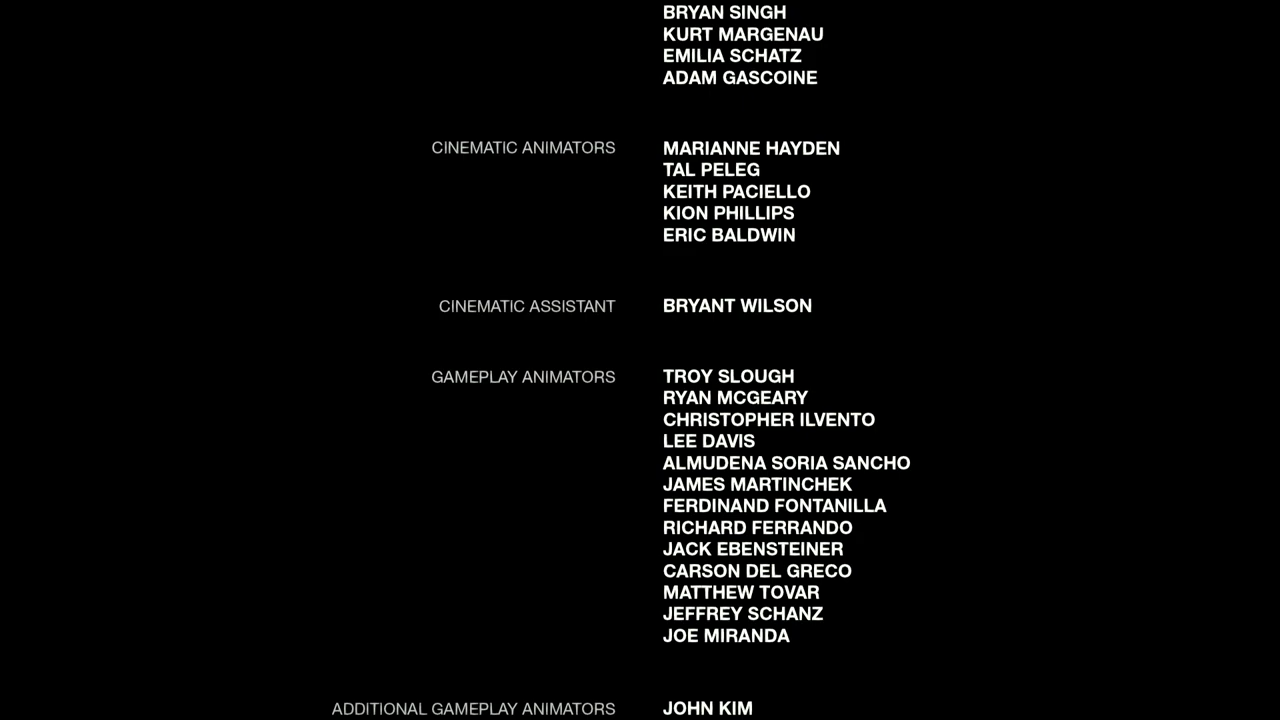 BRYAN SINGH
KURT MARGENAU
EMILIA SCHATZ
ADAM GASCOINE
CINEMATIC ANIMATORS MARIANNE HAYDEN
TAL PELEG
KEITH PACIELLO
KION PHILLIPS
ERIC BALDWIN
CINEMATIC ASSISTANT BRYANT WILSON
GAMEPLAY ANIMATORS TROY SLOUGH
RYAN MCGEARY
CHRISTOPHER ILVENTO
LEE DAVIS
ALMUDENA SORIA SANCHO
JAMES MARTINCHEK
FERDINAND FONTANILLA
RICHARD FERRANDO
JACK EBENSTEINER
CARSON DEL GRECO
MATTHEW TOVAR
JEFFREY SCHANZ
JOE MIRANDA
ADDITIONAL GAMEPLAY ANIMATORS JOHN KIM